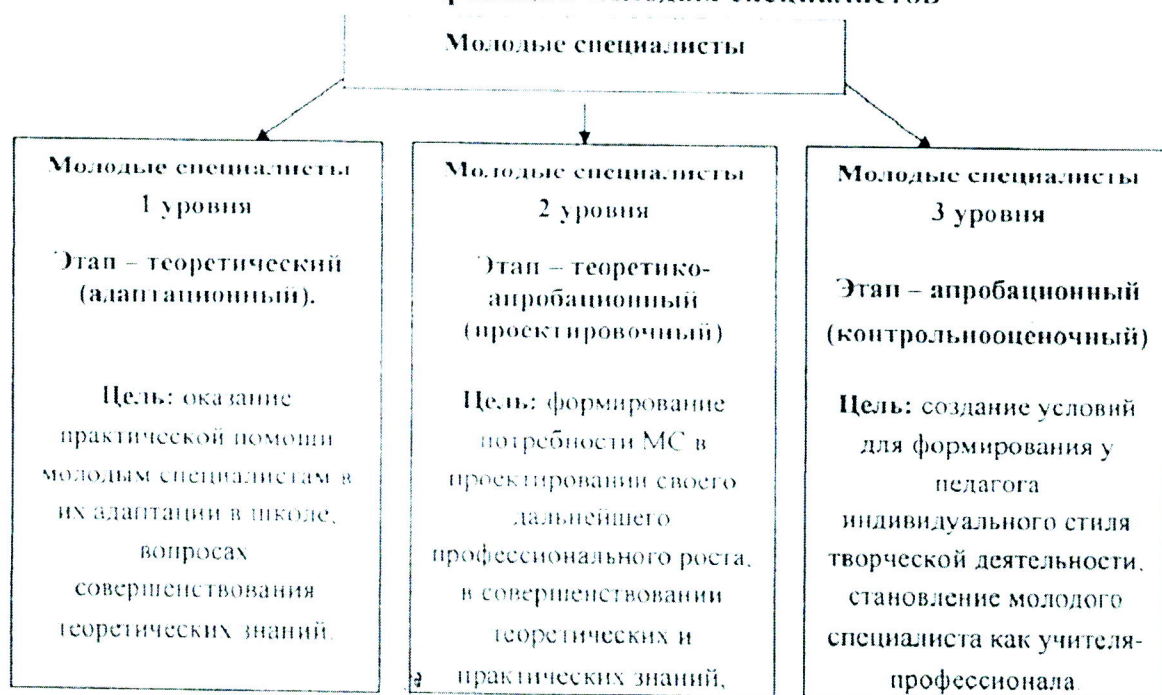 молодых специалистов
Молодые специалисты
Молодые специалисты
1 уровня
Этап – теоретический
(адаптационный).
Цель: оказание
практической помощи
молодым специалистам в
их адаптации в школе,
вопросах
совершенствования
теоретических знаний.
Молодые специалисты
2 уровня
Этап – теоретико-
апробационный
(проектировочный)
Цель: формирование
потребности МС в
проектировании своего
дальнейшего
профессионального роста,
в совершенствовании
теоретических и
практических знаний,
Молодые специалисты
3 уровня
Этап – апробационный
(контрольнооценочный)
Цель: создание условий
для формирования у
педагога
индивидуального стиля
творческой деятельности,
становление молодого
специалиста как учителя-
профессионала.